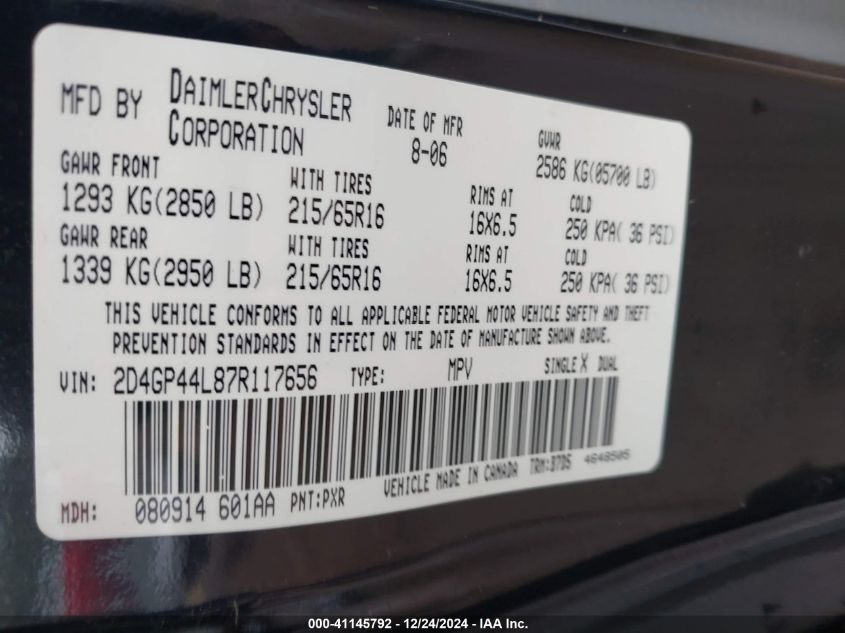 MFD BY DAIMLERCHRYSLER CORPORATION DATE OF MFR 8-06 GVWR 2586 KG(05700 LB)
GAWR FRONT WITH TIRES RIMS AT COLD
1293 KG(2850 LB) 215/65R16 16X6.5 250 KPA( 36 PSI)
GAWR REAR WITH TIRES RIMS AT COLD
1339 KG(2950 LB) 215/65R16 16X6.5 250 KPA( 36 PSI)
THIS VEHICLE CONFORMS TO ALL APPLICABLE FEDERAL MOTOR VEHICLE SAFETY AND THEFT
PREVENTION STANDARDS IN EFFECT ON THE DATE OF MANUFACTURE SHOWN ABOVE.
VIN: 2D4GP44L87R117656 TYPE: MPV SINGLE X DUAL
MDH: 080914 601AA PNT:PXR VEHICLE MADE IN CANADA TRM:B7D5 4648505
000-41145792 - 12/24/2024 - IAA Inc.